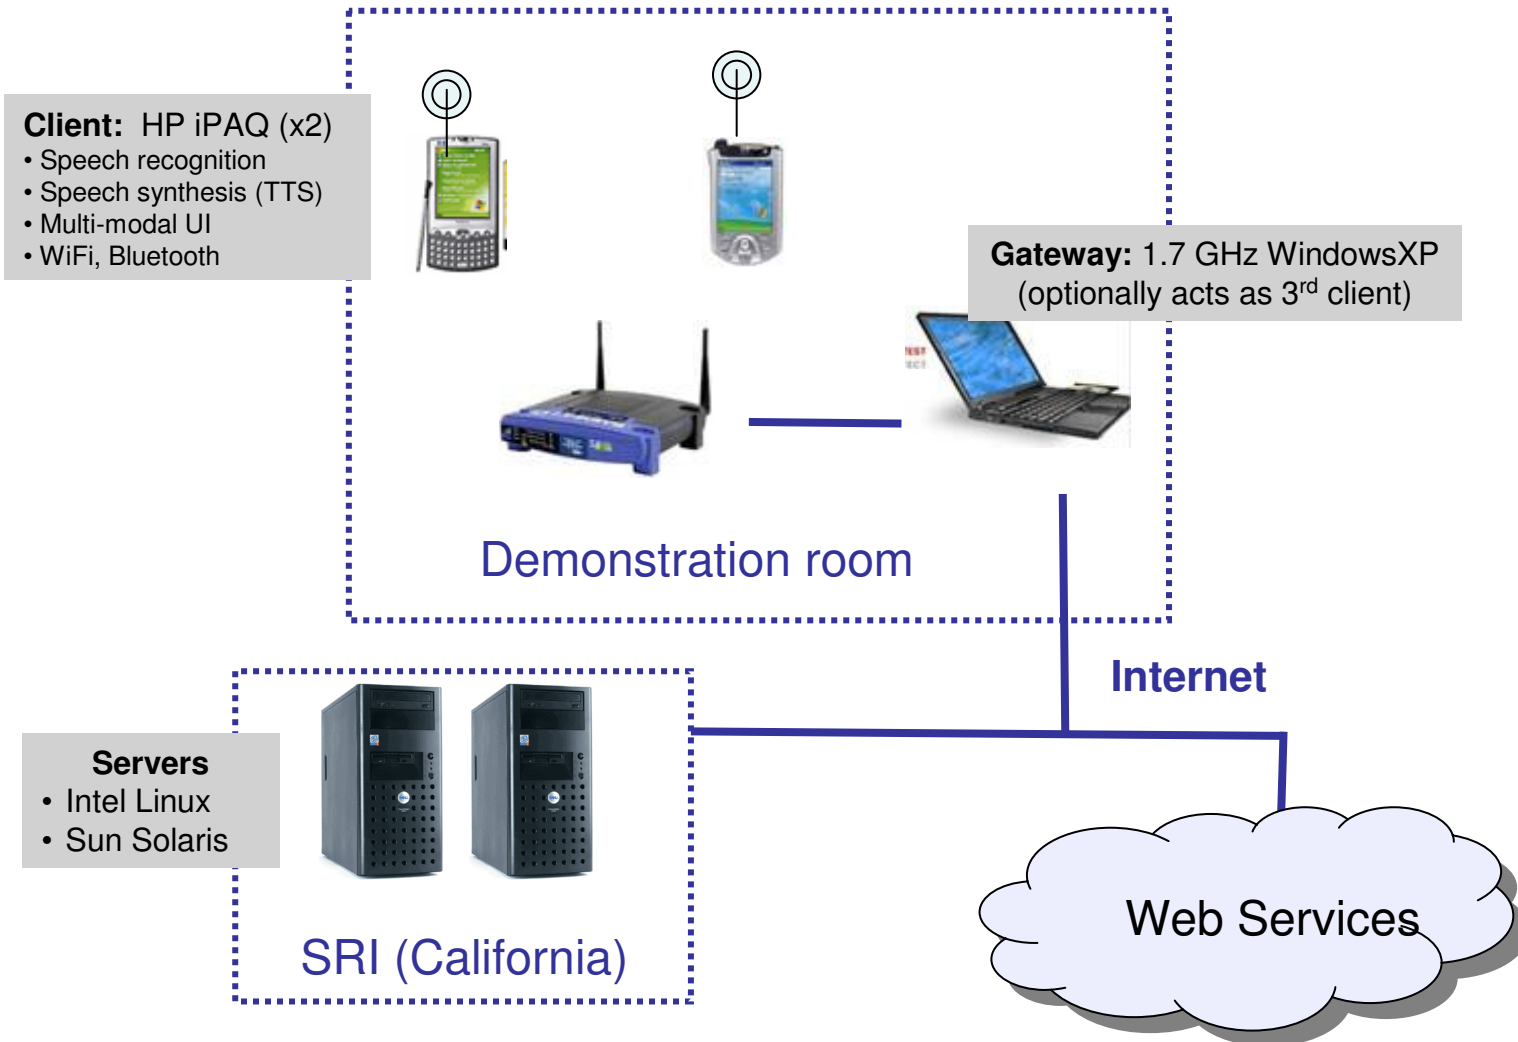 Client: HP iPAQ (x2)
• Speech recognition
• Speech synthesis (TTS)
• Multi-modal UI
• WiFi, Bluetooth
Gateway: 1.7 GHz WindowsXP
(optionally acts as 3rd client)
Demonstration room
Internet
Servers
• Intel Linux
• Sun Solaris
SRI (California)
Web Services